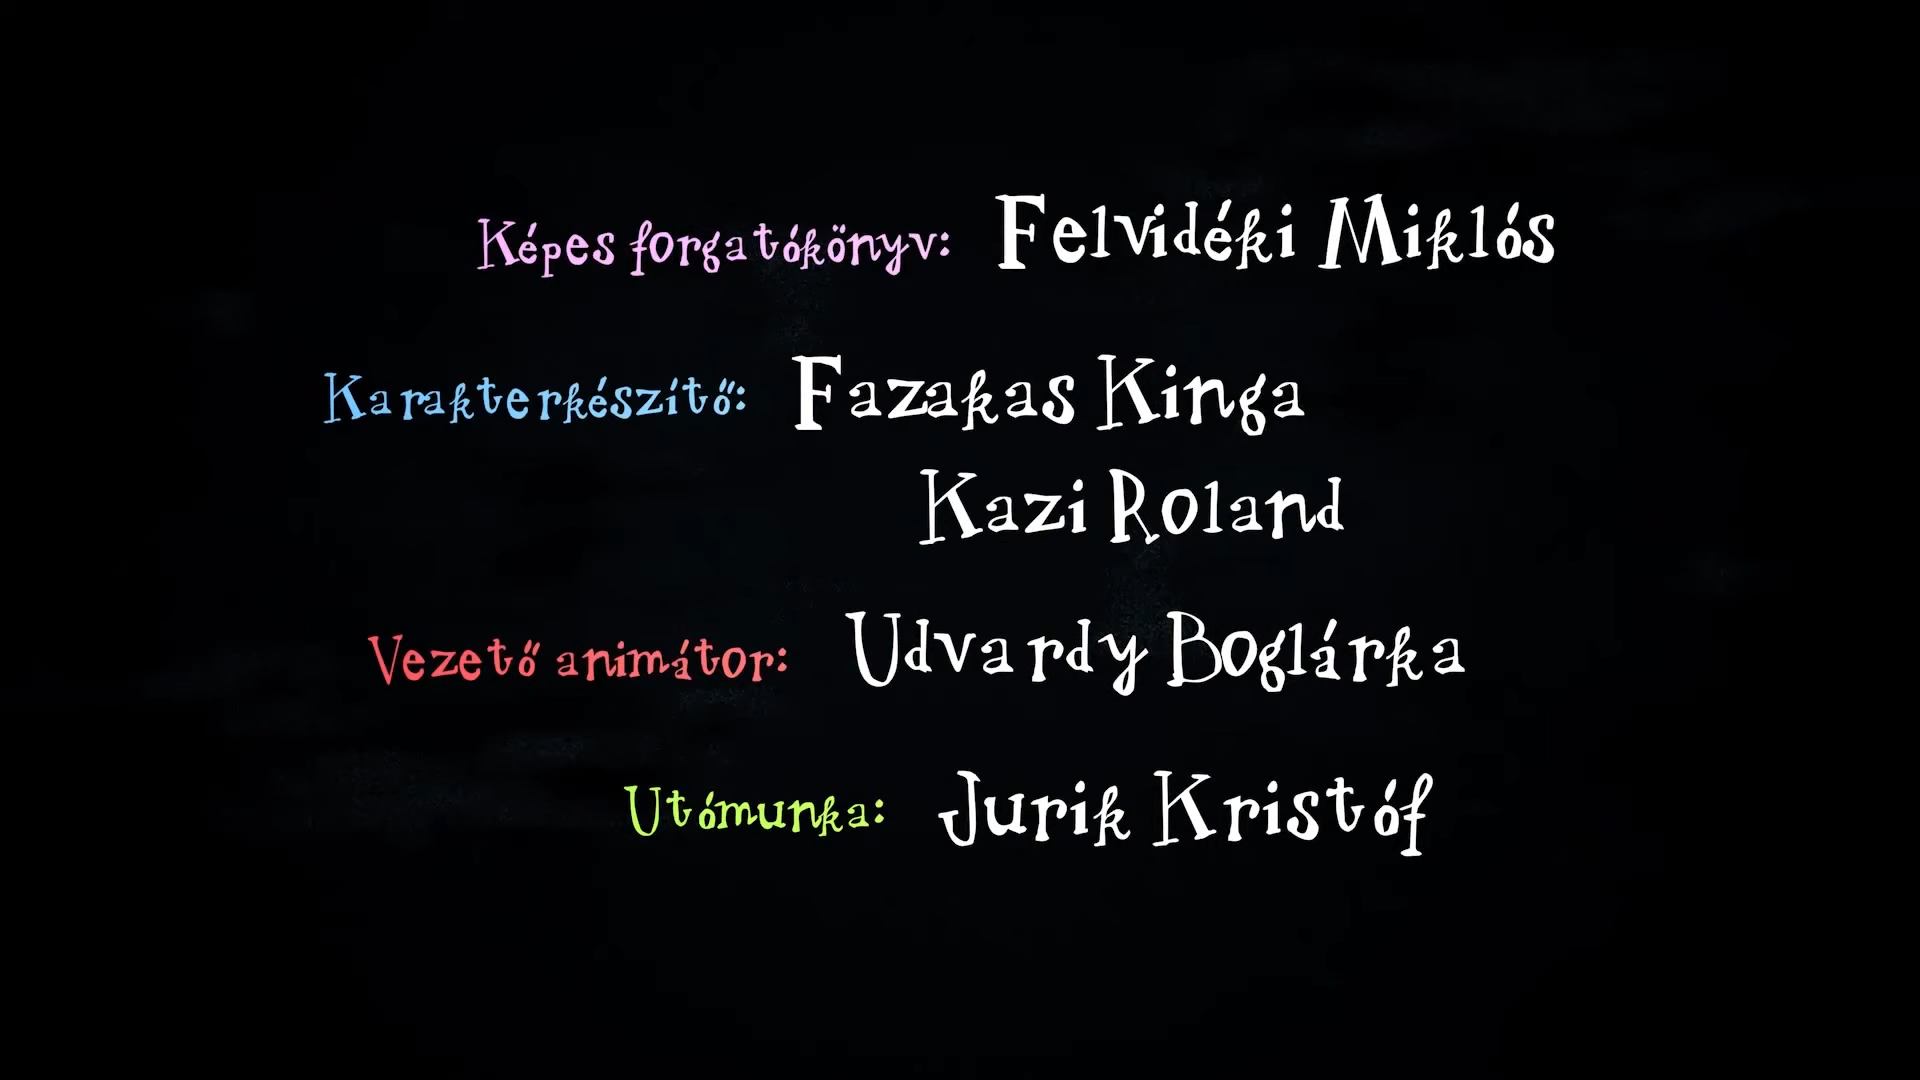 Képes forgatókönyv: Felvidéki Miklós
Karakterkészítő: Fazakas Kinga
Kazi Roland
Vezető animátor: Udvardy Boglárka
Utómunka: Jurik Kristóf